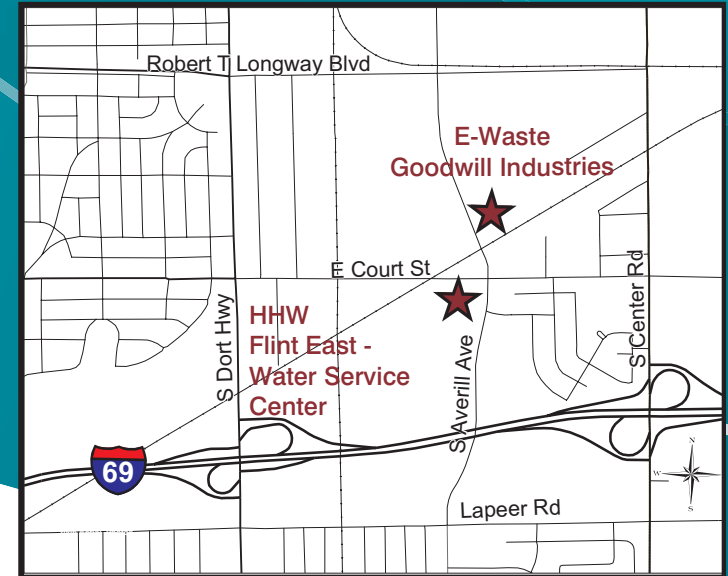 Robert T Longway Blvd
E-Waste
Goodwill Industries
E Court St
S Dort Hwy
HHW
Flint East -
Water Service
Center
S Averill Ave
S Center Rd
69
Lapeer Rd
N
W
S